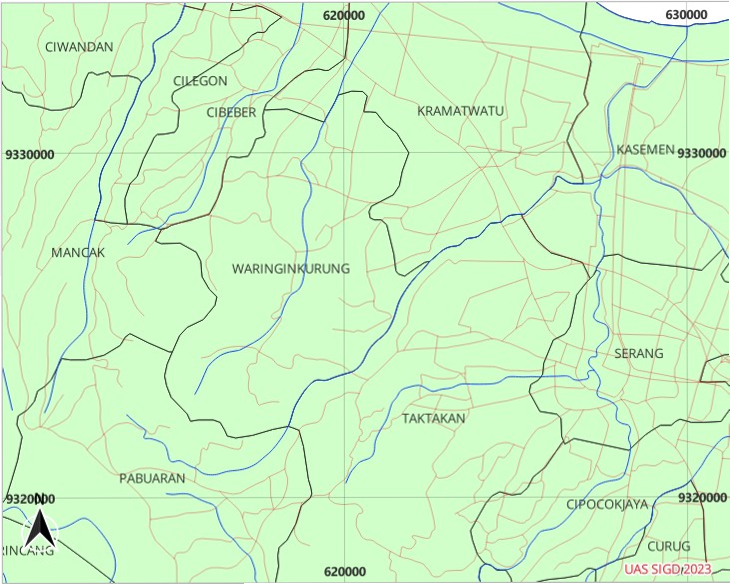 620000
630000
CIWANDAN
CILEGON
CIBEBER
KRAMATWATU
9330000
KASEMEN
9330000
MANCAK
WARINGINKURUNG
SERANG
TAKTAKAN
PABUARAN
9320000
N
CIPOCOKJAYA
9320000
RINCANG
CURUG
620000
UAS SIGD 2023